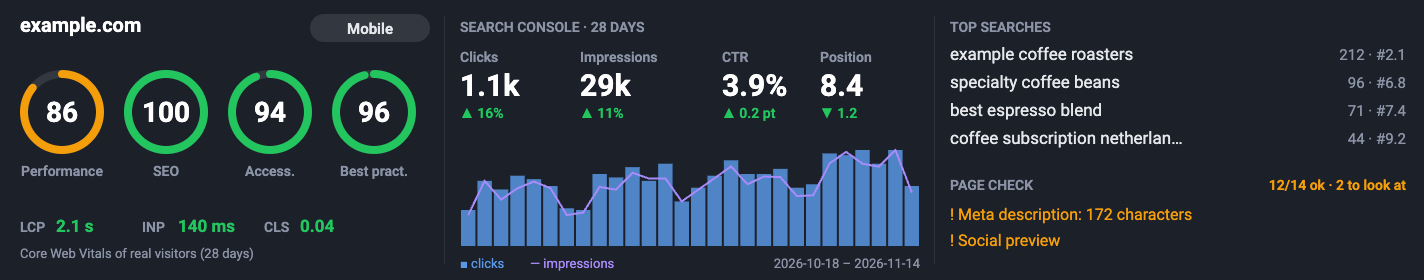 example.com
Mobile
86 100 94 96
Performance SEO Access. Best pract.
LCP 2.1 s INP 140 ms CLS 0.04
Core Web Vitals of real visitors (28 days)
SEARCH CONSOLE · 28 DAYS
Clicks Impressions CTR Position
1.1k 29k 3.9% 8.4
▲ 16% ▲ 11% ▲ 0.2 pt ▼ 1.2
clicks impressions 2026-10-18 – 2026-11-14
TOP SEARCHES
example coffee roasters 212 · #2.1
specialty coffee beans 96 · #6.8
best espresso blend 71 · #7.4
coffee subscription netherlan… 44 · #9.2
PAGE CHECK 12/14 ok · 2 to look at
! Meta description: 172 characters
! Social preview